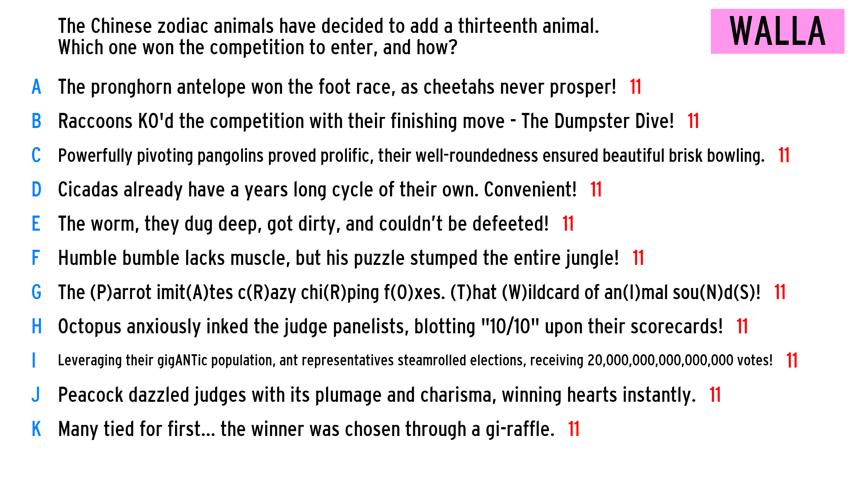 The Chinese zodiac animals have decided to add a thirteenth animal.
Which one won the competition to enter, and how?
WALLA
A The pronghorn antelope won the foot race, as cheetahs never prosper! 11
B Raccoons KO'd the competition with their finishing move - The Dumpster Dive! 11
C Powerfully pivoting pangolins proved prolific, their well-roundedness ensured beautiful brisk bowling. 11
D Cicadas already have a years long cycle of their own. Convenient! 11
E The worm, they dug deep, got dirty, and couldn’t be defeeted! 11
F Humble bumble lacks muscle, but his puzzle stumped the entire jungle! 11
G The (P)arrot imit(A)tes c(R)azy chi(R)ping f(O)xes. (T)hat (W)ildcard of an(I)mal sou(N)d(S)! 11
H Octopus anxiously inked the judge panelists, blotting "10/10" upon their scorecards! 11
I Leveraging their gigANTic population, ant representatives steamrolled elections, receiving 20,000,000,000,000,000 votes! 11
J Peacock dazzled judges with its plumage and charisma, winning hearts instantly. 11
K Many tied for first... the winner was chosen through a gi-raffle. 11